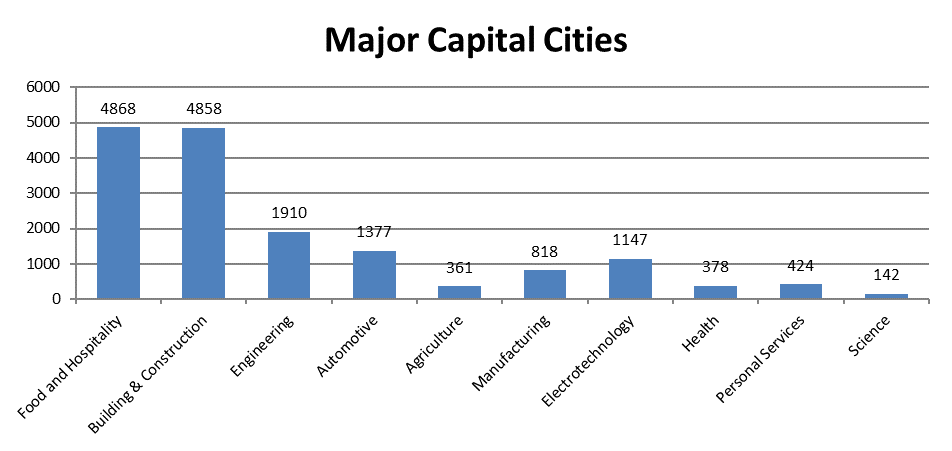 Major Capital Cities
6000
5000
4000
3000
2000
1000
0
4868
4858
1910
1377
361
818
1147
378
424
142
Food and Hospitality
Building & Construction
Engineering
Automotive
Agriculture
Manufacturing
Electrotechnology
Health
Personal Services
Science